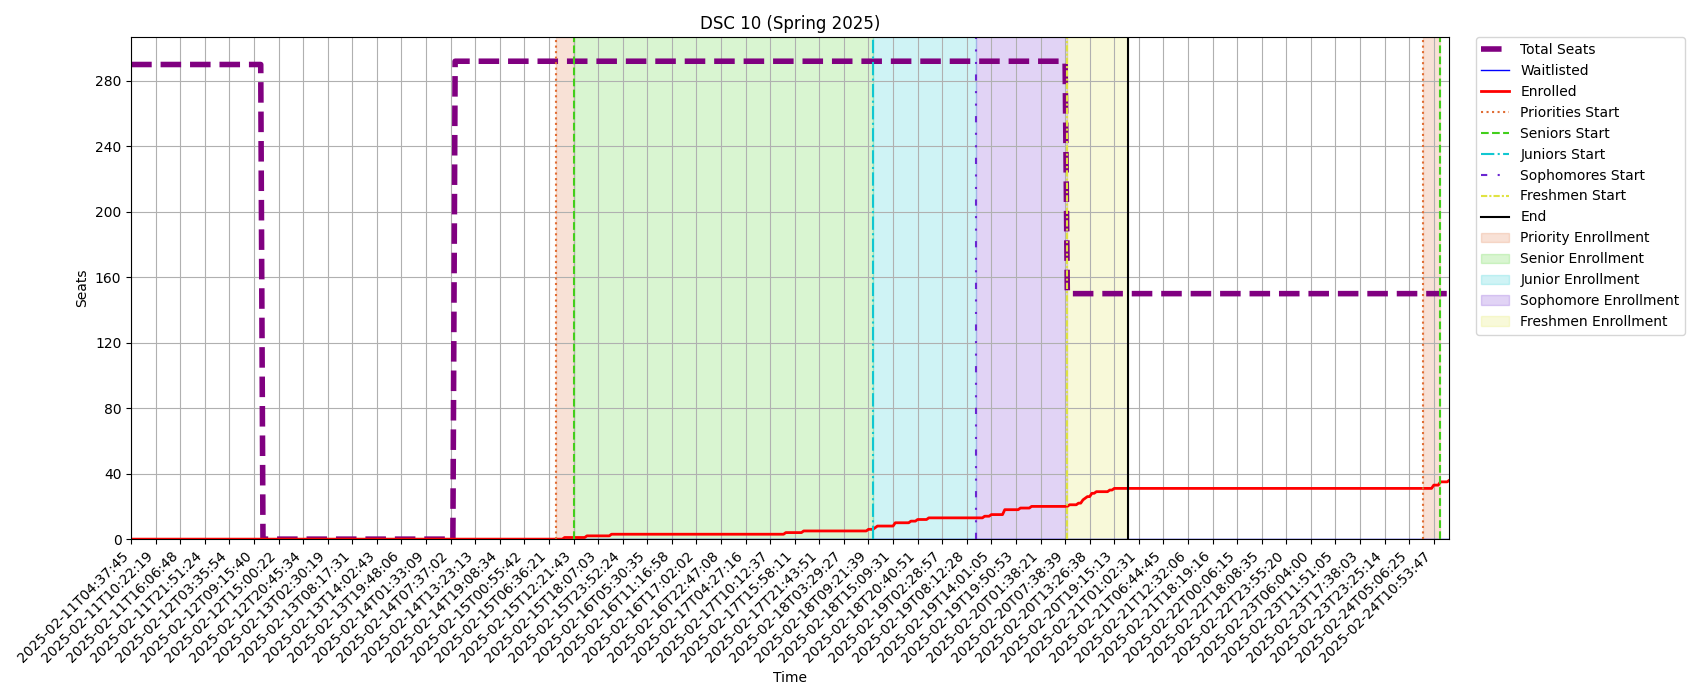 DSC 10 (Spring 2025)
Seats
280
240
200
160
120
80
40
0
2025-02-11T04:37:45
2025-02-11T10:22:19
2025-02-11T16:06:48
2025-02-11T21:51:24
2025-02-12T03:35:54
2025-02-12T09:15:40
2025-02-12T15:00:22
2025-02-12T20:45:34
2025-02-13T02:30:19
2025-02-13T08:17:31
2025-02-13T14:02:43
2025-02-13T19:48:06
2025-02-14T01:33:09
2025-02-14T07:37:02
2025-02-14T13:23:13
2025-02-14T19:08:34
2025-02-15T00:55:42
2025-02-15T06:36:21
2025-02-15T12:21:43
2025-02-15T18:07:03
2025-02-15T23:52:24
2025-02-16T05:30:35
2025-02-16T11:16:58
2025-02-16T17:02:02
2025-02-16T22:47:08
2025-02-17T04:27:16
2025-02-17T10:12:37
2025-02-17T15:58:11
2025-02-17T21:43:51
2025-02-18T03:29:27
2025-02-18T09:21:39
2025-02-18T15:09:31
2025-02-18T20:40:51
2025-02-19T02:28:57
2025-02-19T08:12:28
2025-02-19T14:01:05
2025-02-19T19:50:53
2025-02-20T01:38:21
2025-02-20T07:38:39
2025-02-20T13:26:38
2025-02-20T19:15:13
2025-02-21T01:02:31
2025-02-21T06:44:45
2025-02-21T12:32:06
2025-02-21T18:19:16
2025-02-22T00:06:15
2025-02-22T18:08:35
2025-02-22T23:55:20
2025-02-23T06:04:00
2025-02-23T11:51:05
2025-02-23T17:38:03
2025-02-23T23:25:14
2025-02-24T05:06:25
2025-02-24T10:53:47
Time
Total Seats
Waitlisted
Enrolled
Priorities Start
Seniors Start
Juniors Start
Sophomores Start
Freshmen Start
End
Priority Enrollment
Senior Enrollment
Junior Enrollment
Sophomore Enrollment
Freshmen Enrollment